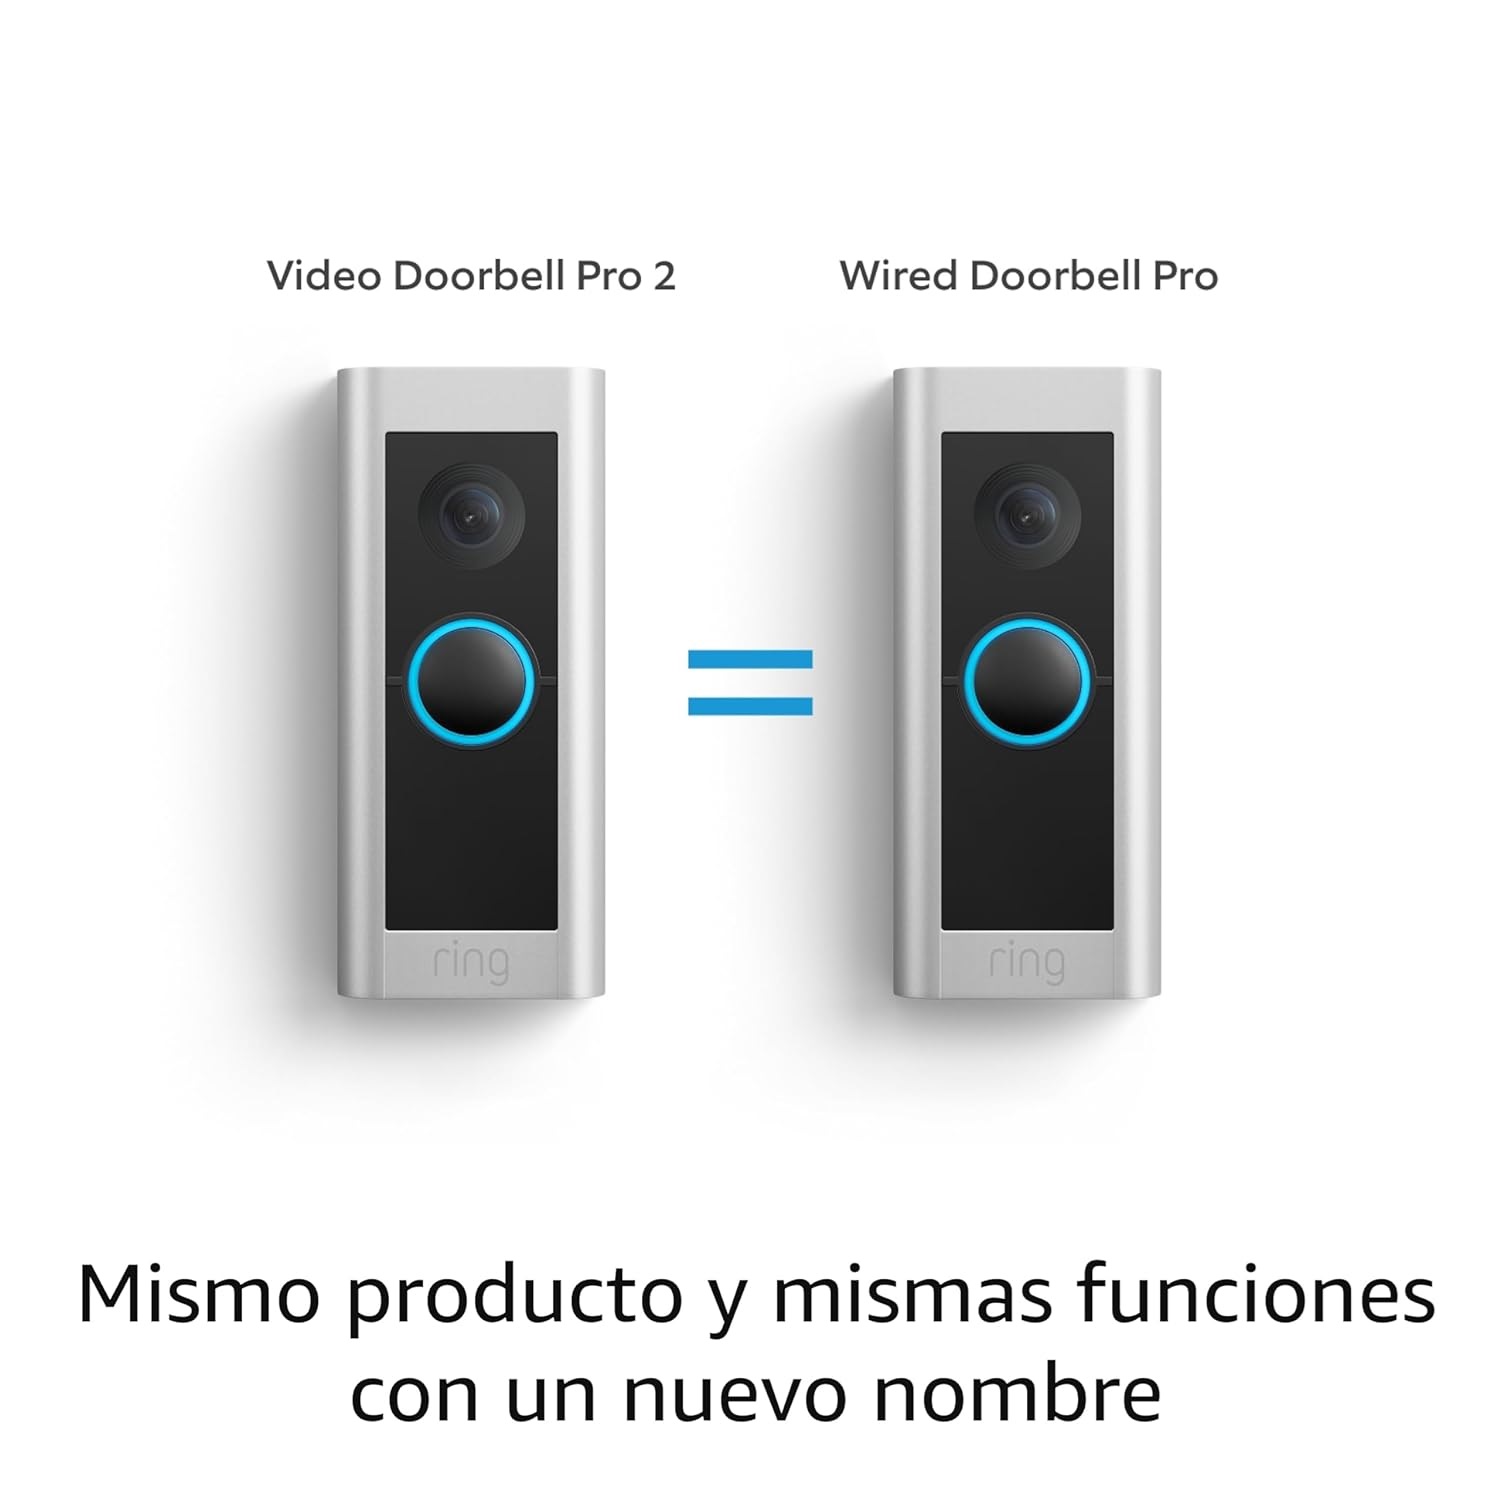 Video Doorbell Pro 2
Wired Doorbell Pro
ring
ring
Mismo producto y mismas funciones
con un nuevo nombre